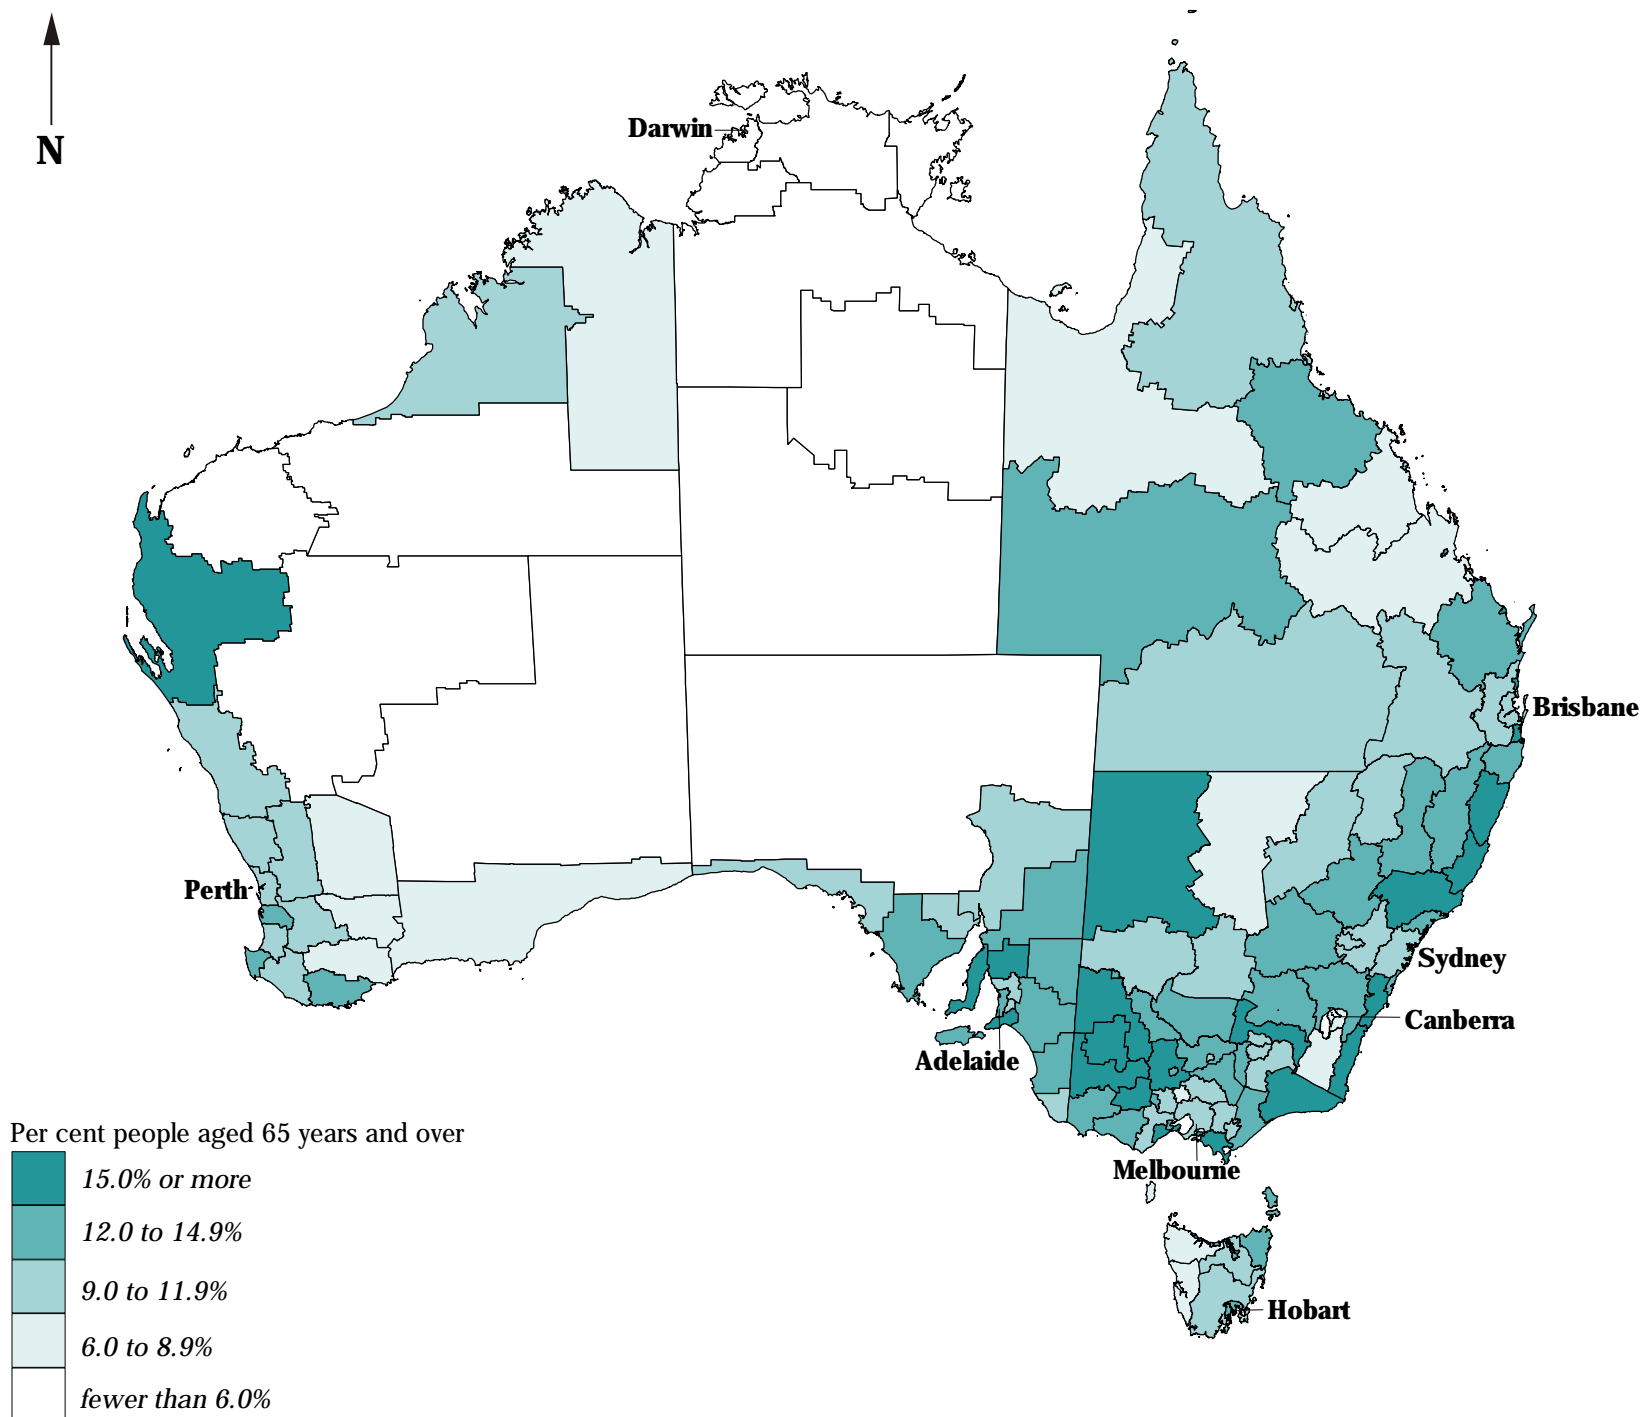 N
Darwin
Brisbane
Perth
Sydney
Canberra
Adelaide
Melbourne
Hobart
Per cent people aged 65 years and over
15.0% or more
12.0 to 14.9%
9.0 to 11.9%
6.0 to 8.9%
fewer than 6.0%